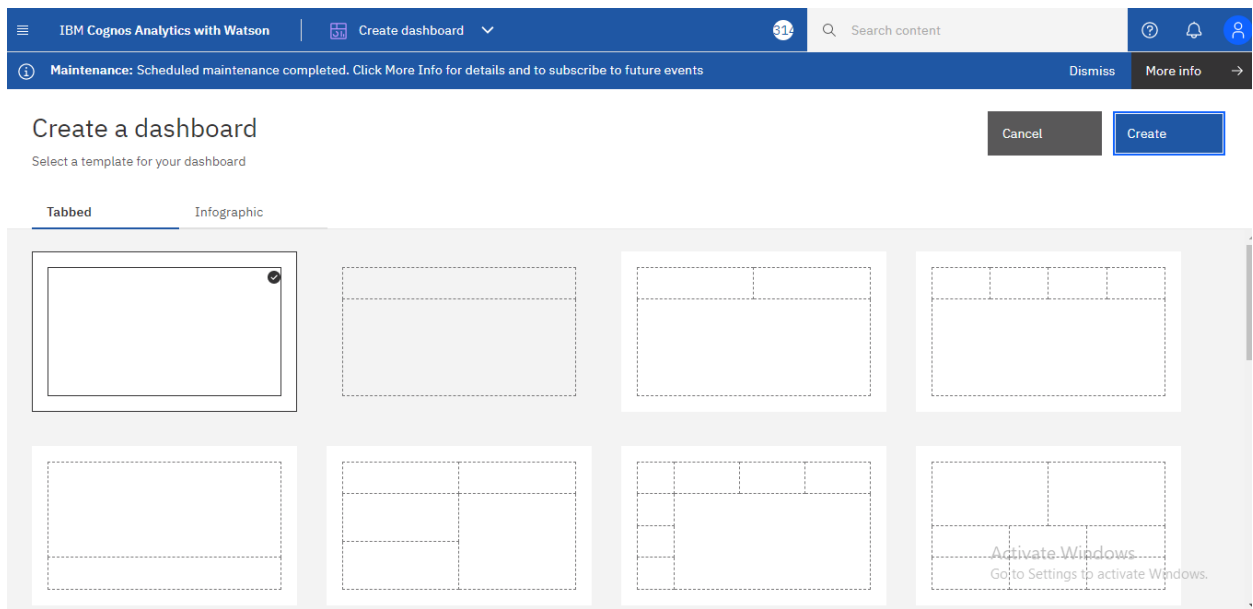 IBM Cognos Analytics with Watson
Create dashboard
314
Search content
Maintenance: Scheduled maintenance completed. Click More Info for details and to subscribe to future events
Dismiss
More info
Create a dashboard
Cancel
Create
Select a template for your dashboard
Tabbed
Infographic
Activate Windows
Go to Settings to activate Windows.